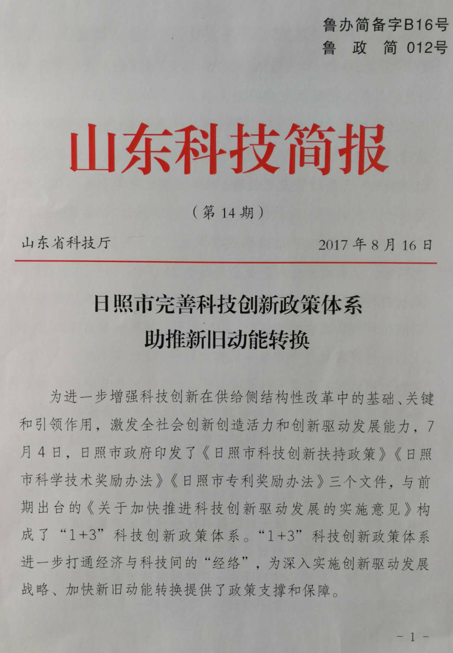 鲁办简备字B16号
鲁 政 简 012号
山东科技简报
（第14期）
山东省科技厅 2017年8月16日
日照市完善科技创新政策体系
助推新旧动能转换
为进一步增强科技创新在供给侧结构性改革中的基础、关键
和引领作用，激发全社会创新创造活力和创新驱动发展能力，7
月4日，日照市政府印发了《日照市科技创新扶持政策》《日照
市科学技术奖励办法》《日照市专利奖励办法》三个文件，与前
期出台的《关于加快推进科技创新驱动发展的实施意见》构
成了“1+3”科技创新政策体系。“1+3”科技创新政策体系
进一步打通经济与科技间的“经络”，为深入实施创新驱动发展
战略、加快新旧动能转换提供了政策支撑和保障。
- 1 -